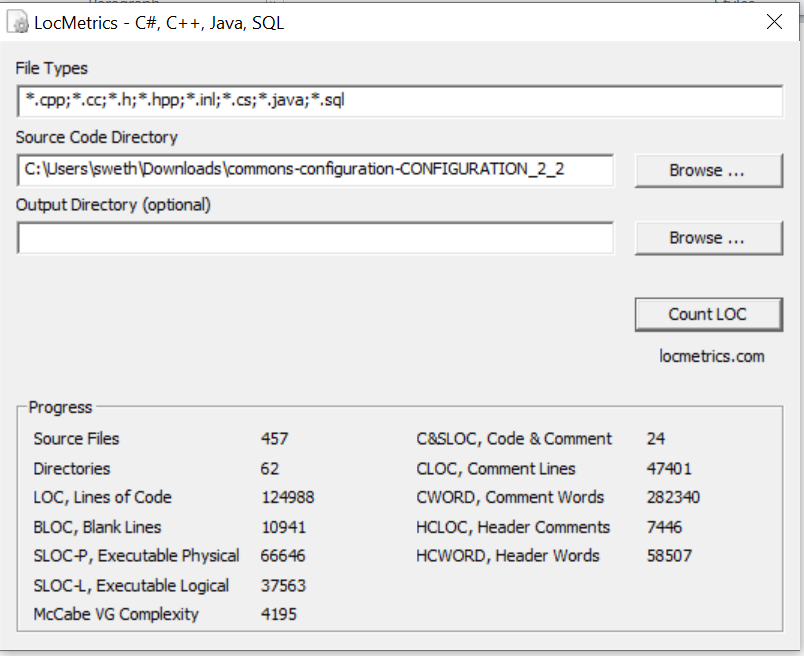 LocMetrics - C#, C++, Java, SQL
File Types
*.cpp;*.cc;*.h;*.hpp;*.inl;*.cs;*.java;*.sql
Source Code Directory
C:\Users\sweth\Downloads\commons-configuration-CONFIGURATION_2_2
Browse ...
Output Directory (optional)
Browse ...
Count LOC
locmetrics.com
Progress
Source Files 457 C&SLOC, Code & Comment 24
Directories 62 CLOC, Comment Lines 47401
LOC, Lines of Code 124988 CWORD, Comment Words 282340
BLOC, Blank Lines 10941 HCLOC, Header Comments 7446
SLOC-P, Executable Physical 66646 HCWORD, Header Words 58507
SLOC-L, Executable Logical 37563
McCabe VG Complexity 4195